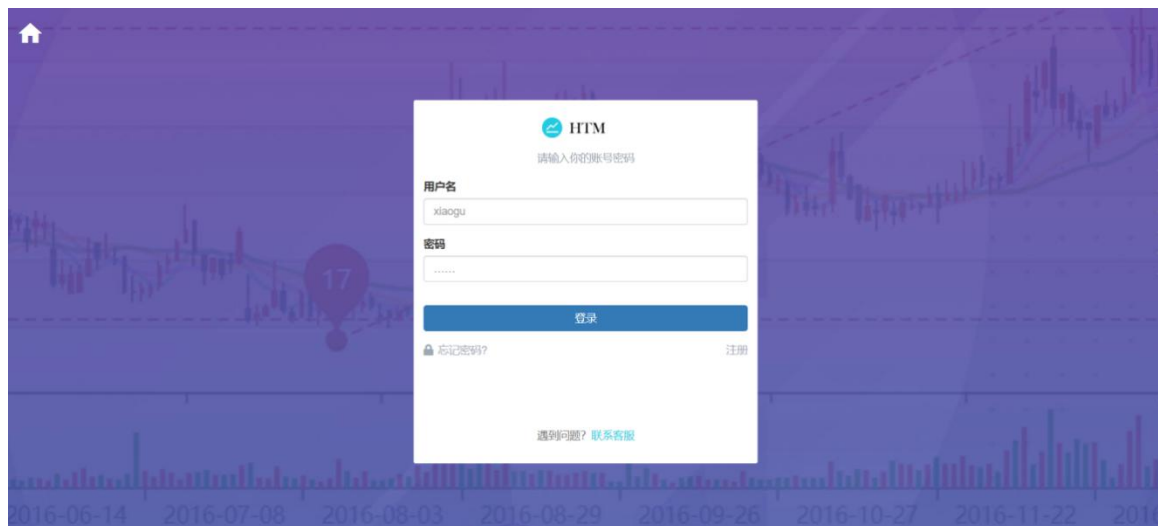 HTM
请输入你的账号密码
用户名
xiaogu
密码
......
登录
忘记密码? 注册
遇到问题? 联系客服
17
2016-06-14 2016-07-08 2016-08-03 2016-08-29 2016-09-26 2016-10-27 2016-11-22 201